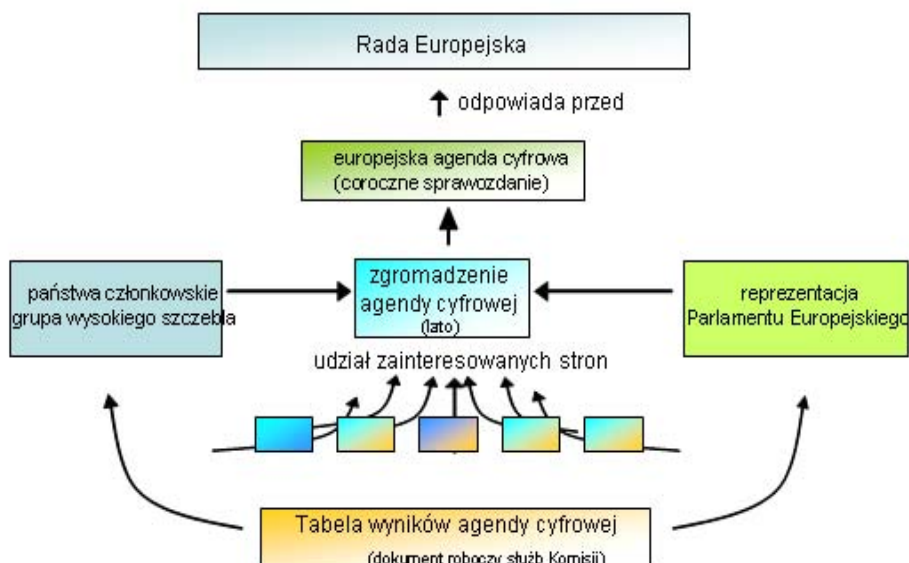 Rada Europejska
odpowiada przed
europejska agenda cyfrowa
(coroczne sprawozdanie)
państwa członkowskie
grupa wysokiego szczebla
zgromadzenie
agendy cyfrowej
(lato)
reprezentacja
Parlamentu Europejskiego
udział zainteresowanych stron
Tabela wyników agendy cyfrowej
(dokument roboczy służb Komisji)